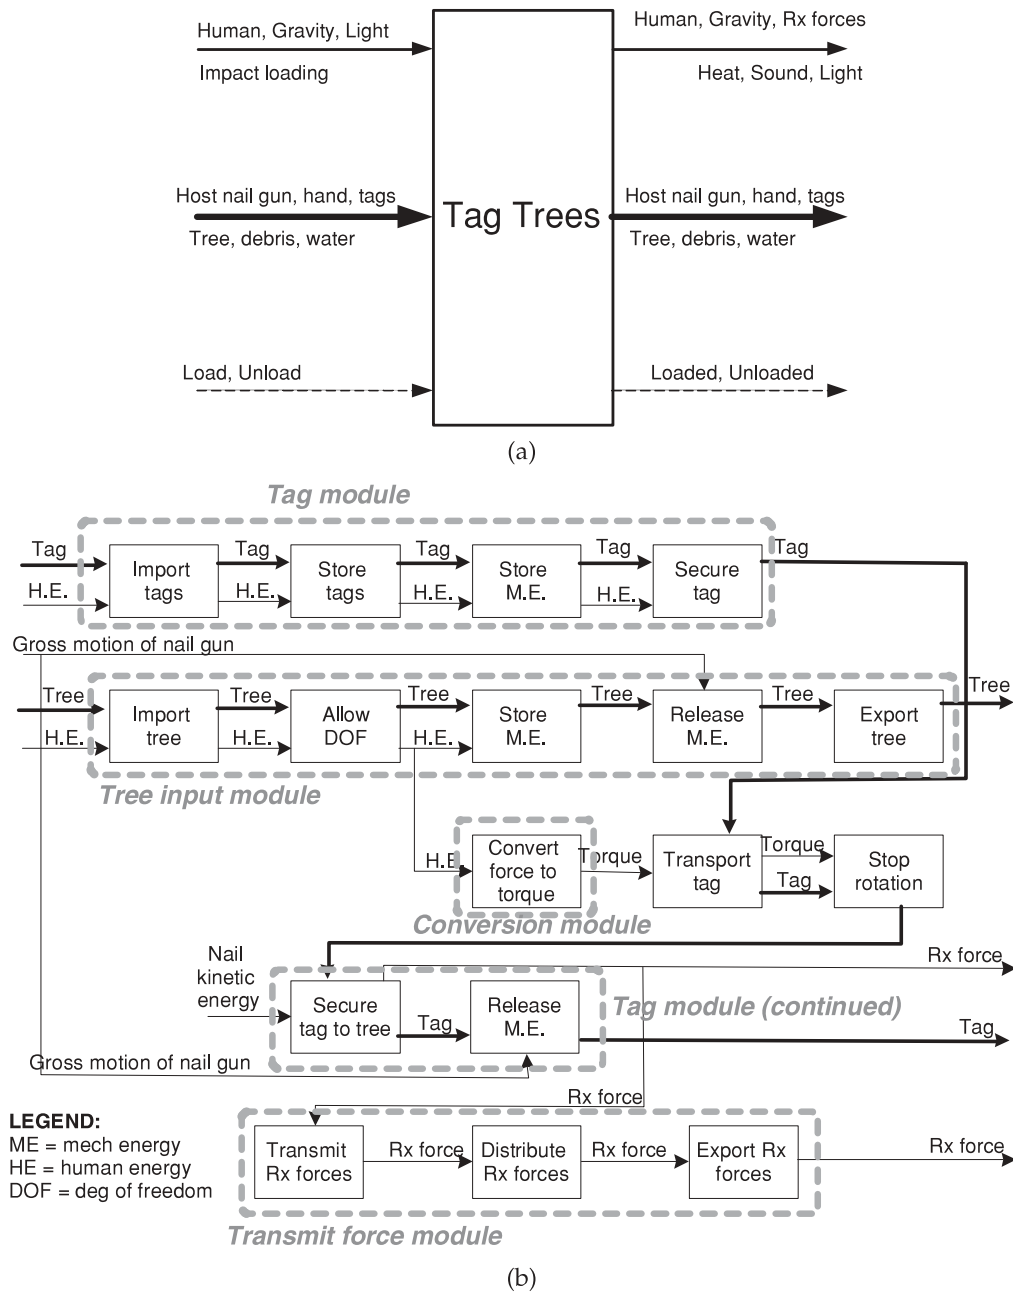 Human, Gravity, Light
Impact loading
Human, Gravity, Rx forces
Heat, Sound, Light
Host nail gun, hand, tags
Tree, debris, water
Tag Trees
Host nail gun, hand, tags
Tree, debris, water
Load, Unload
Loaded, Unloaded
(a)
Tag module
Tag
H.E.
Import
tags
Tag
H.E.
Store
tags
Tag
H.E.
Store
M.E.
Tag
H.E.
Secure
tag
Tag
Gross motion of nail gun
Tree
H.E.
Import
tree
Tree
H.E.
Allow
DOF
Tree
H.E.
Store
M.E.
Tree
Release
M.E.
Tree
Export
tree
Tree
Tree input module
H.E.
Convert
force to
torque
Torque
Transport
tag
Torque
Tag
Stop
rotation
Conversion module
Nail
kinetic
energy
Secure
tag to tree
Tag
Release
M.E.
Rx force
Tag module (continued)
Tag
Gross motion of nail gun
Rx force
LEGEND:
ME = mech energy
HE = human energy
DOF = deg of freedom
Transmit
Rx forces
Rx force
Distribute
Rx forces
Rx force
Export Rx
forces
Rx force
Transmit force module
(b)